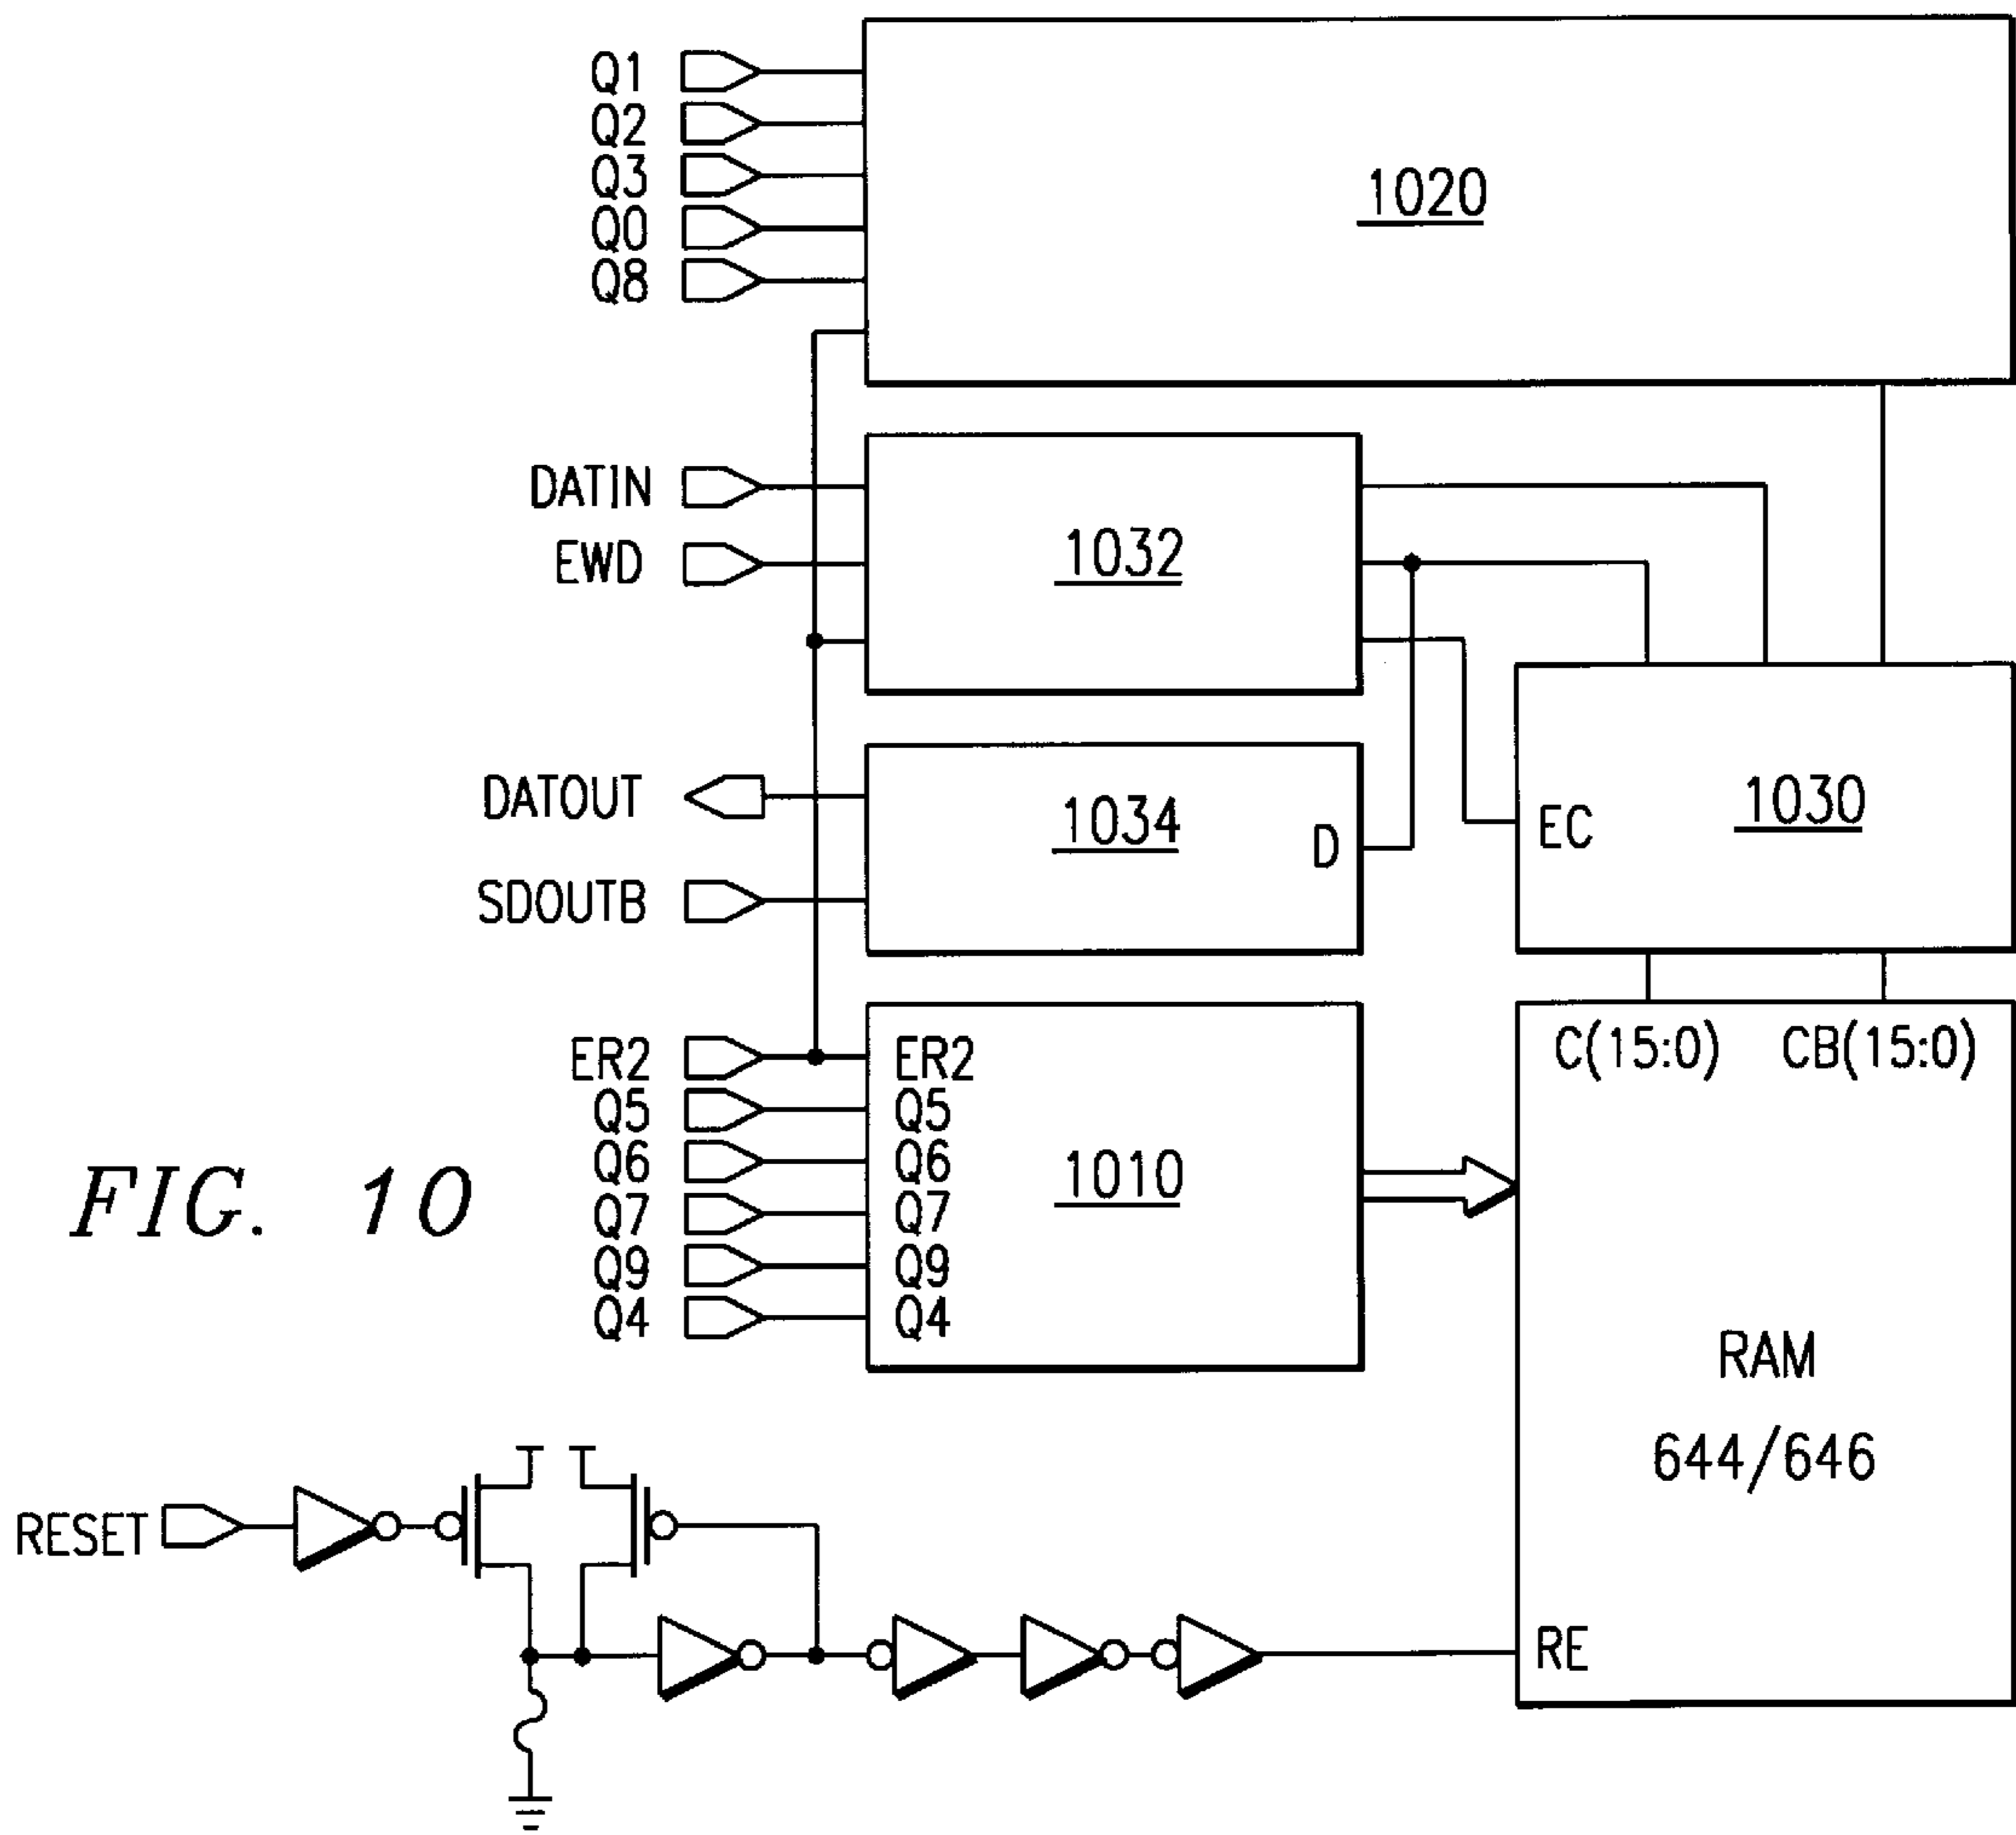 Q1
Q2
Q3
Q0
Q8
1020
DATIN
EWD
1032
DATOUT
SDOUTB
1034
D
EC
1030
ER2
Q5
Q6
Q7
Q9
Q4
ER2
Q5
Q6
Q7
Q9
Q4
1010
C(15:0) CB(15:0)
RAM
644/646
RE
FIG. 10
RESET